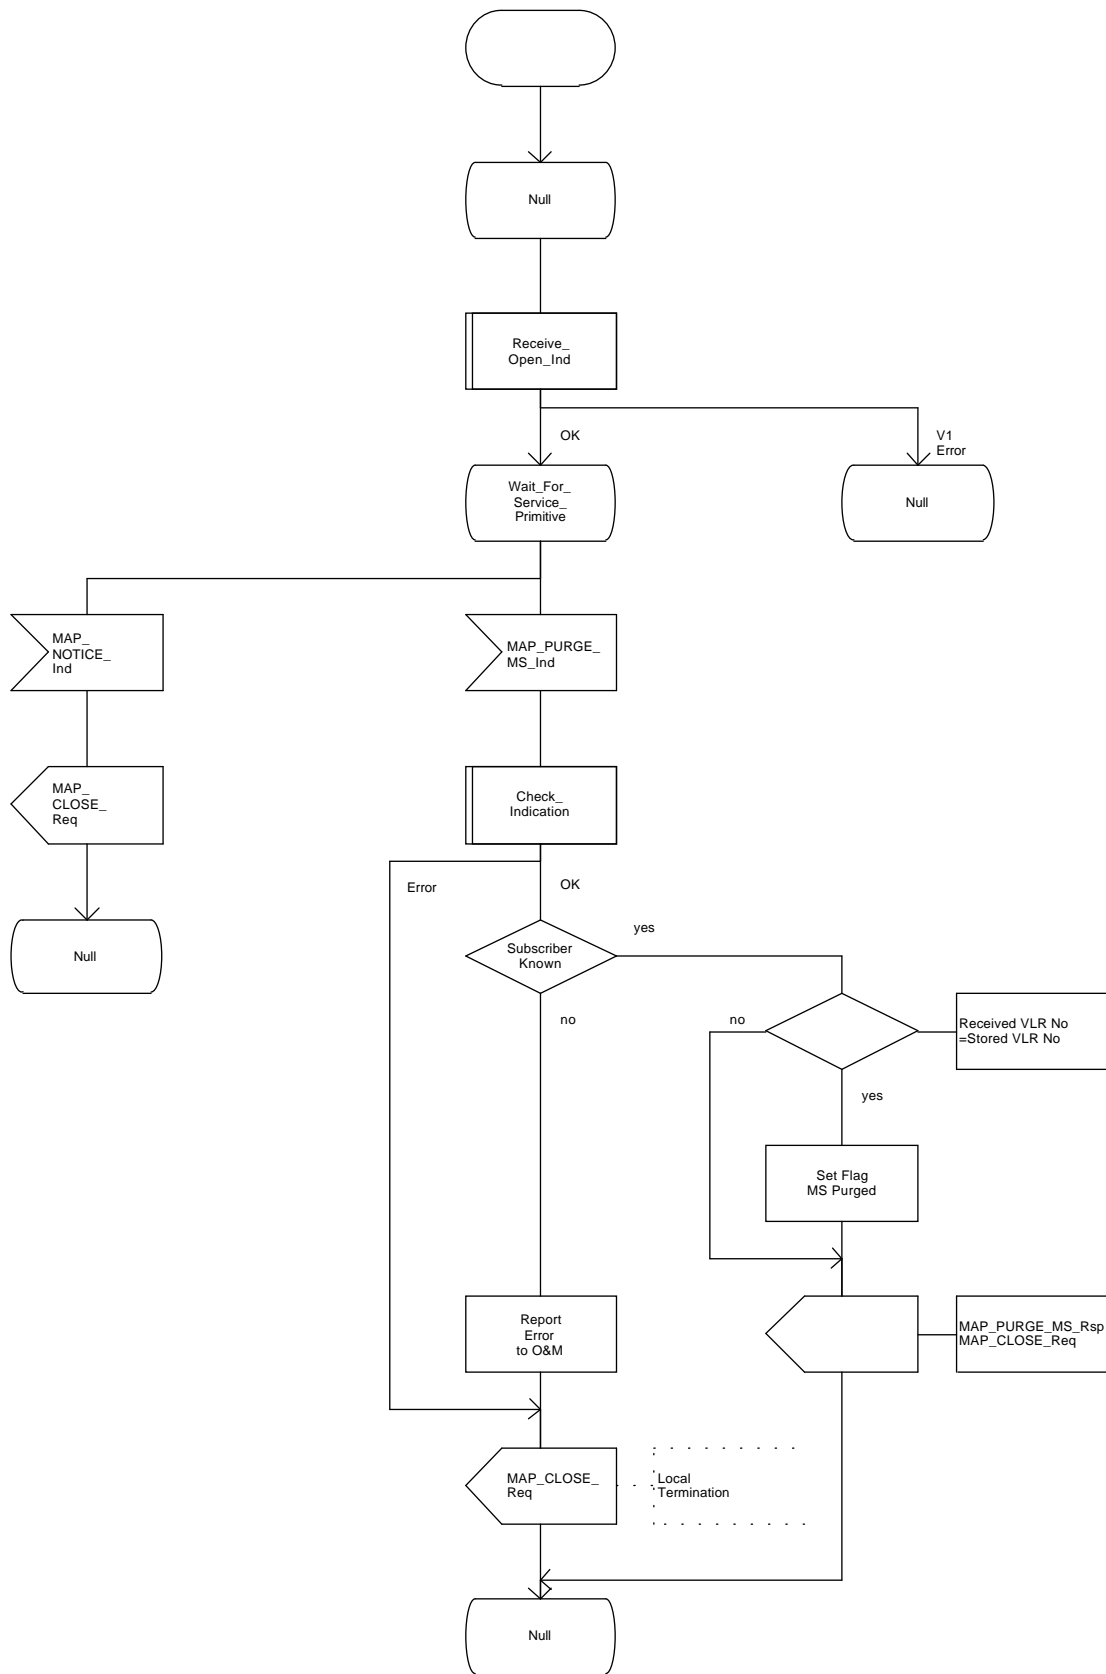 Null
Receive_
Open_Ind
OK
V1
Error
Wait_For_
Service_
Primitive
Null
MAP_
NOTICE_
Ind
MAP_PURGE_
MS_Ind
MAP_
CLOSE_
Req
Check_
Indication
Error
OK
Null
Subscriber
Known
yes
no
no
Received VLR No
=Stored VLR No
yes
Set Flag
MS Purged
Report
Error
to O&M
MAP_PURGE_MS_Rsp
MAP_CLOSE_Req
MAP_CLOSE_
Req
Local
Termination
Null